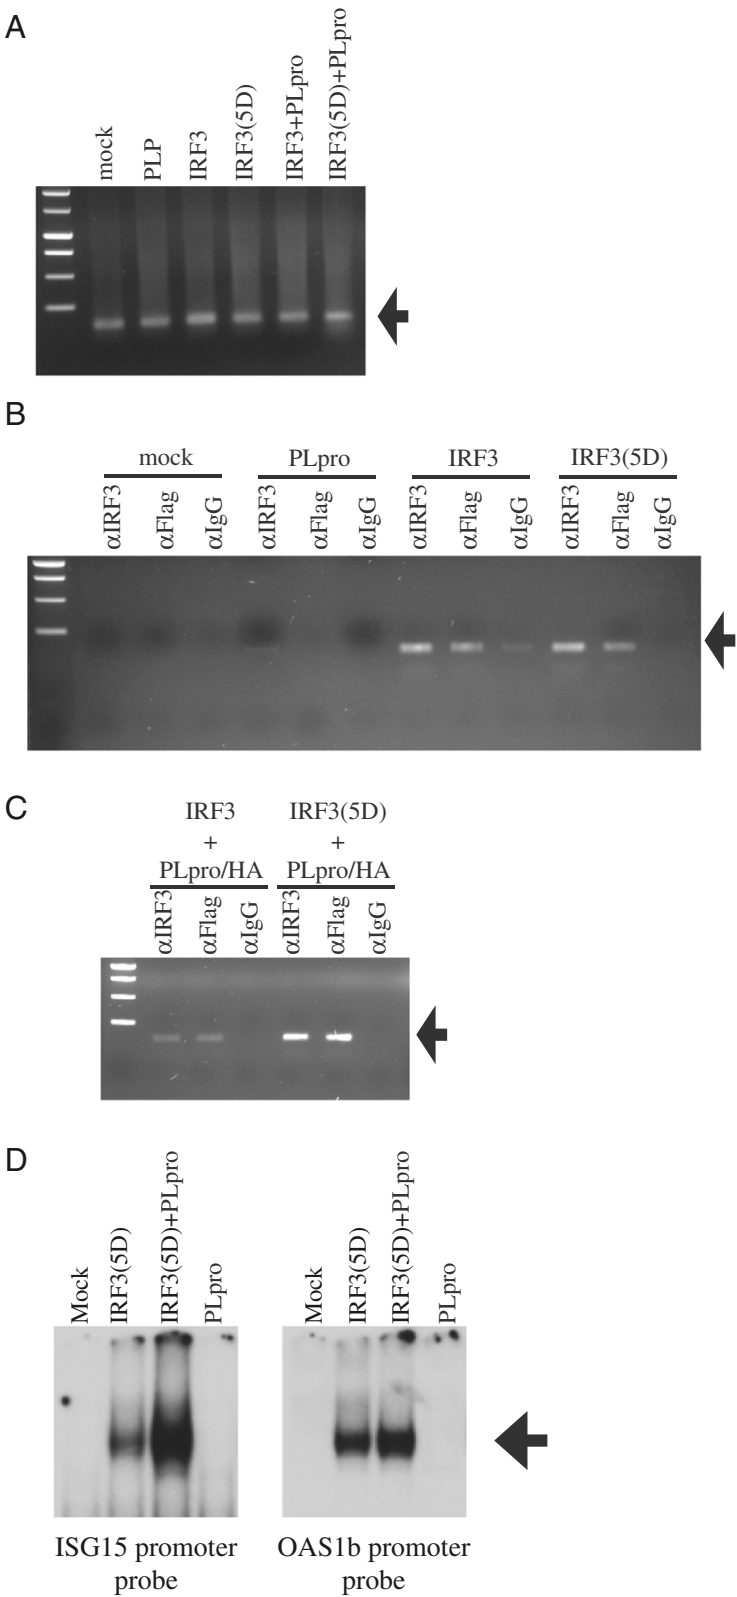 A
mock
PLP
IRF3
IRF3(5D)
IRF3+PLpro
IRF3(5D)+PLpro
B
mock
PLpro
IRF3
IRF3(5D)
αIRF3
αFlag
αIgG
αIRF3
αFlag
αIgG
αIRF3
αFlag
αIgG
αIRF3
αFlag
αIgG
C
IRF3
+
PLpro/HA
IRF3(5D)
+
PLpro/HA
αIRF3
αFlag
αIgG
αIRF3
αFlag
αIgG
D
Mock
IRF3(5D)
IRF3(5D)+PLpro
PLpro
Mock
IRF3(5D)
IRF3(5D)+PLpro
PLpro
ISG15 promoter
probe
OAS1b promoter
probe